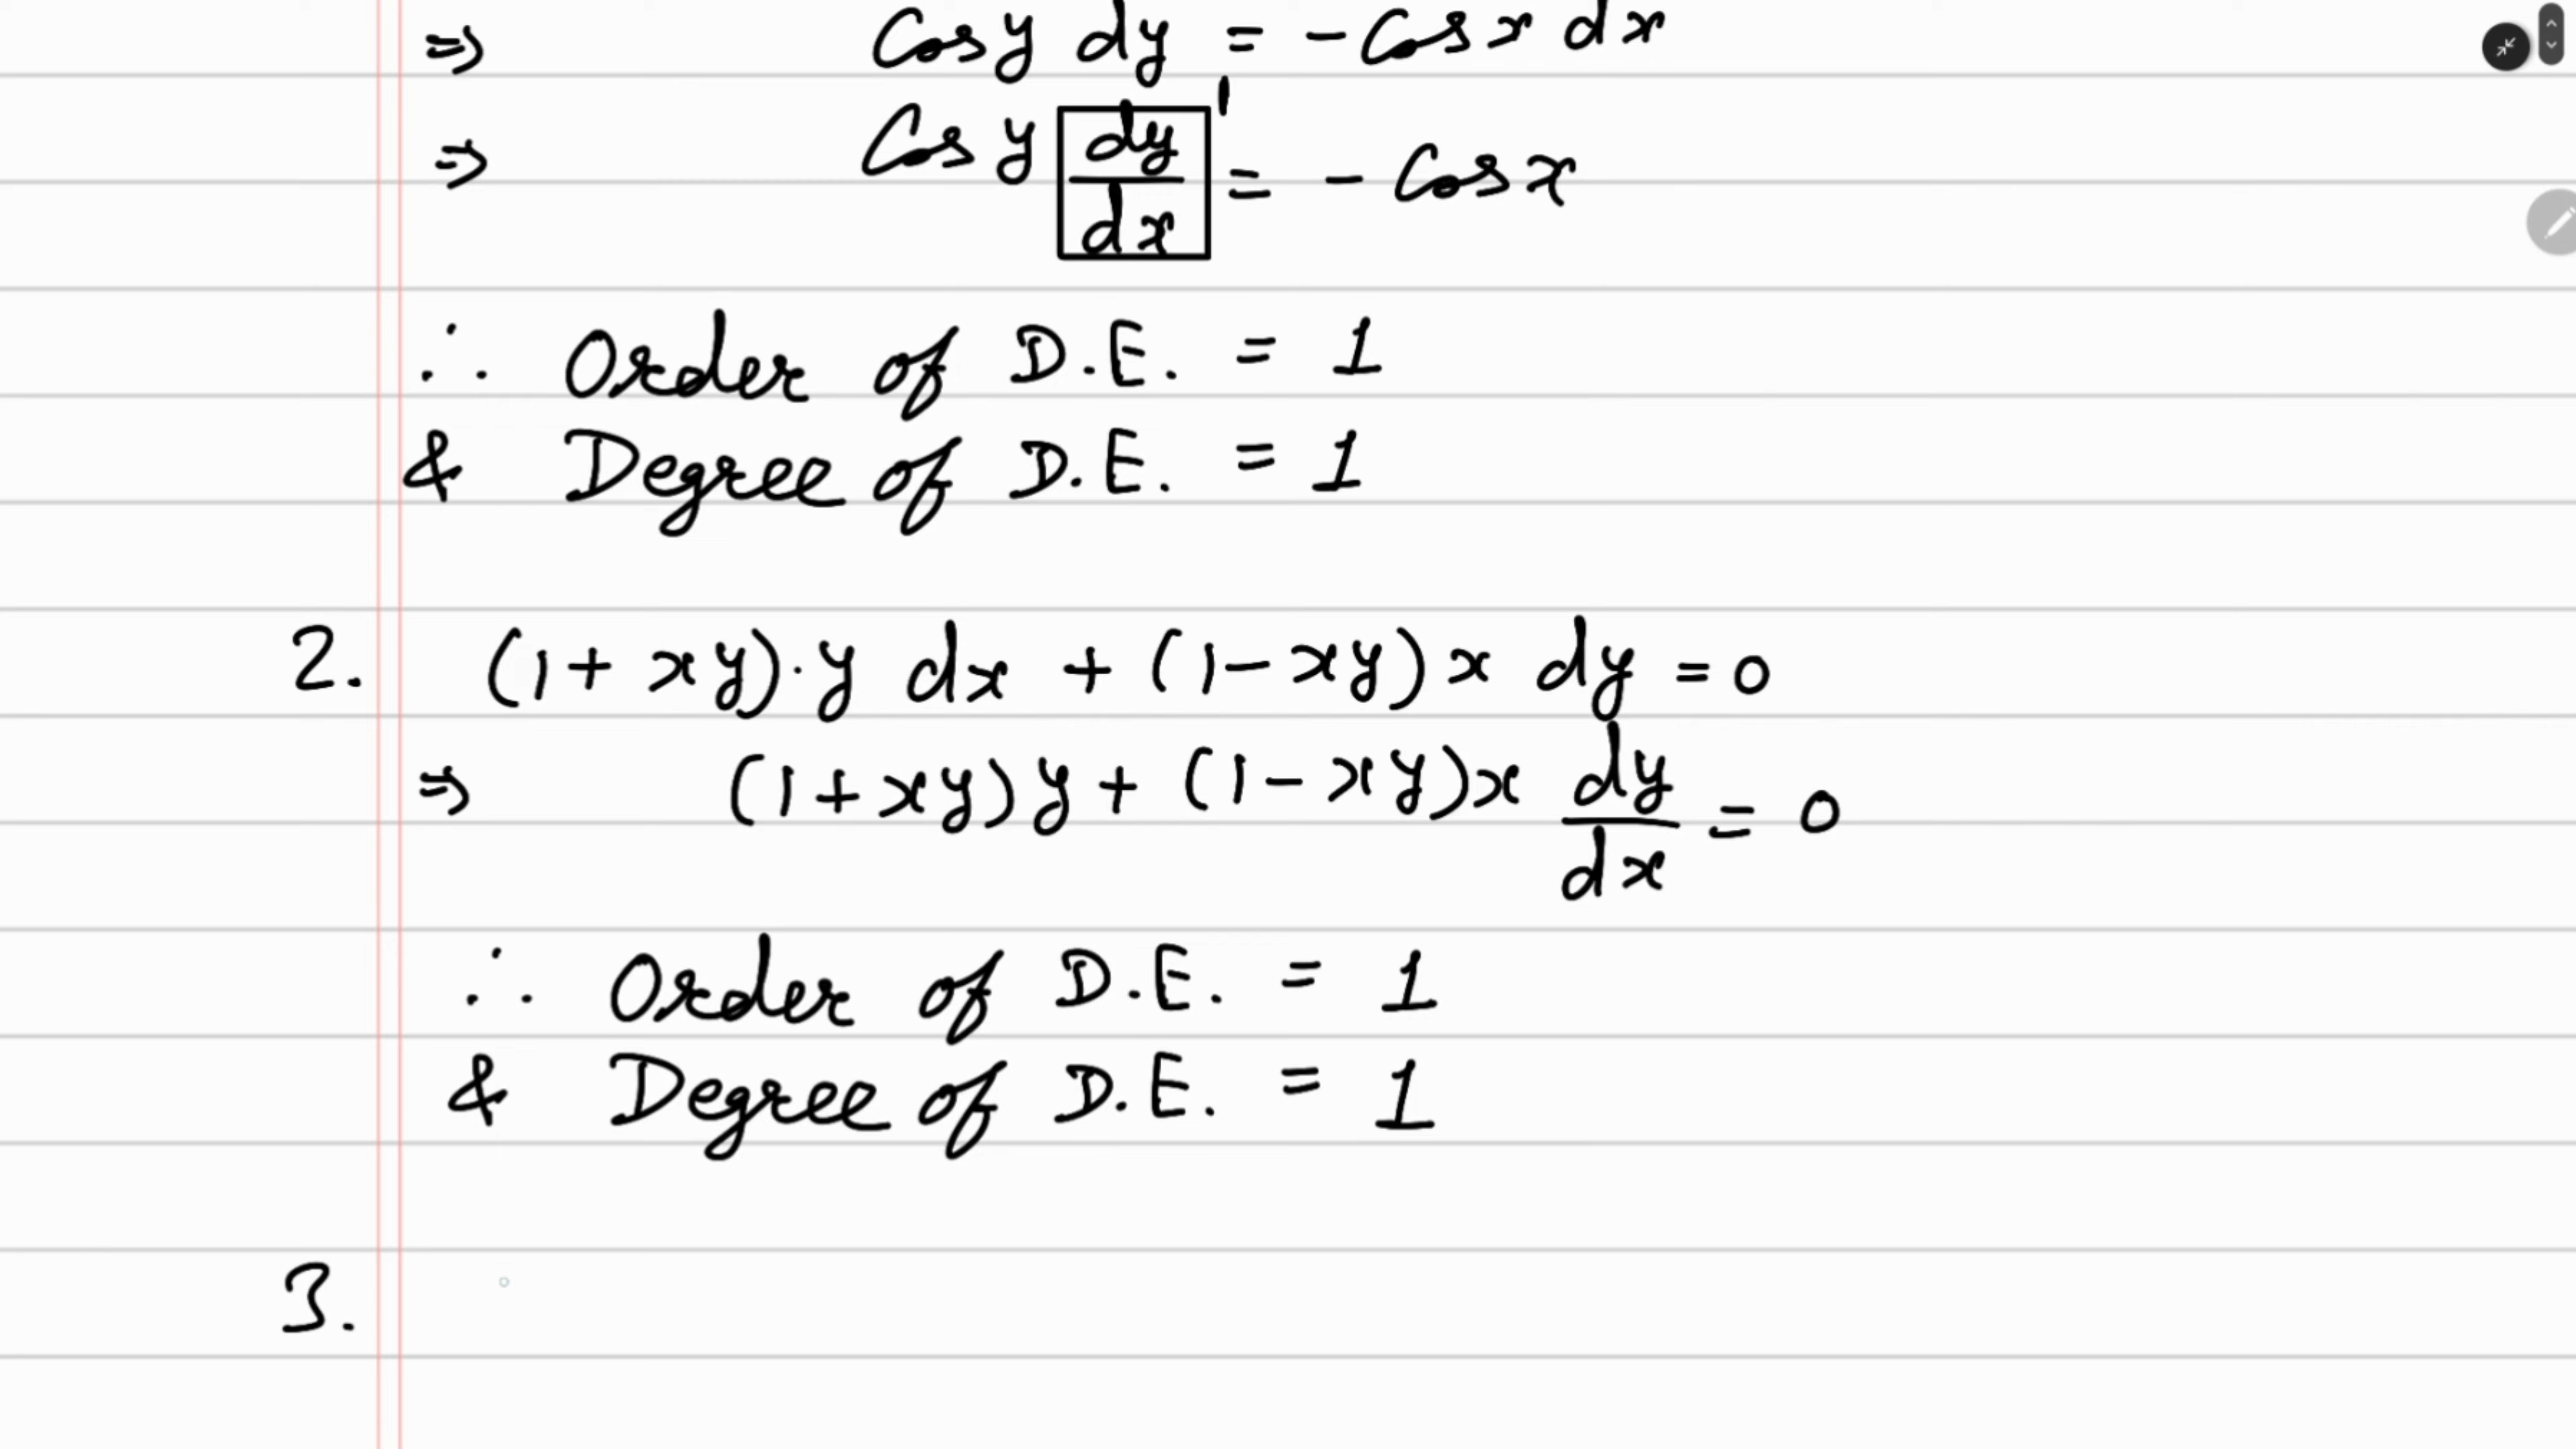 ⇒ Cos y dy = - Cos x dx
⇒ Cos y dy/dx ' = - Cos x
∴ Order of D.E. = 1
& Degree of D.E. = 1
2. (1 + xy)·y dx + (1 - xy) x dy = 0
⇒ (1 + xy) y + (1 - xy) x dy/dx = 0
∴ Order of D.E. = 1
& Degree of D.E. = 1
3.